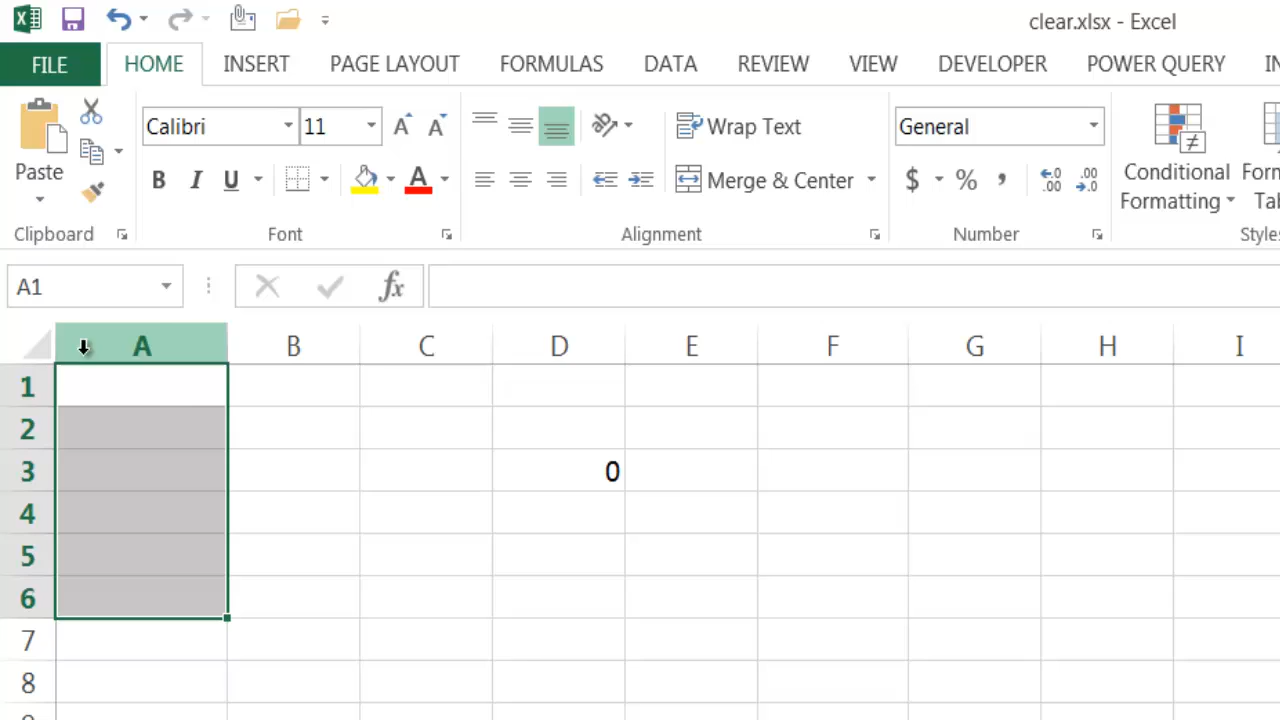 clear.xlsx - Excel
FILE HOME INSERT PAGE LAYOUT FORMULAS DATA REVIEW VIEW DEVELOPER POWER QUERY
Calibri 11 Wrap Text General
Paste B I U A Merge & Center $ % , Conditional
Formatting
Clipboard Font Alignment Number Styles
A1 fx
A B C D E F G H I
1
2
3 0
4
5
6
7
8